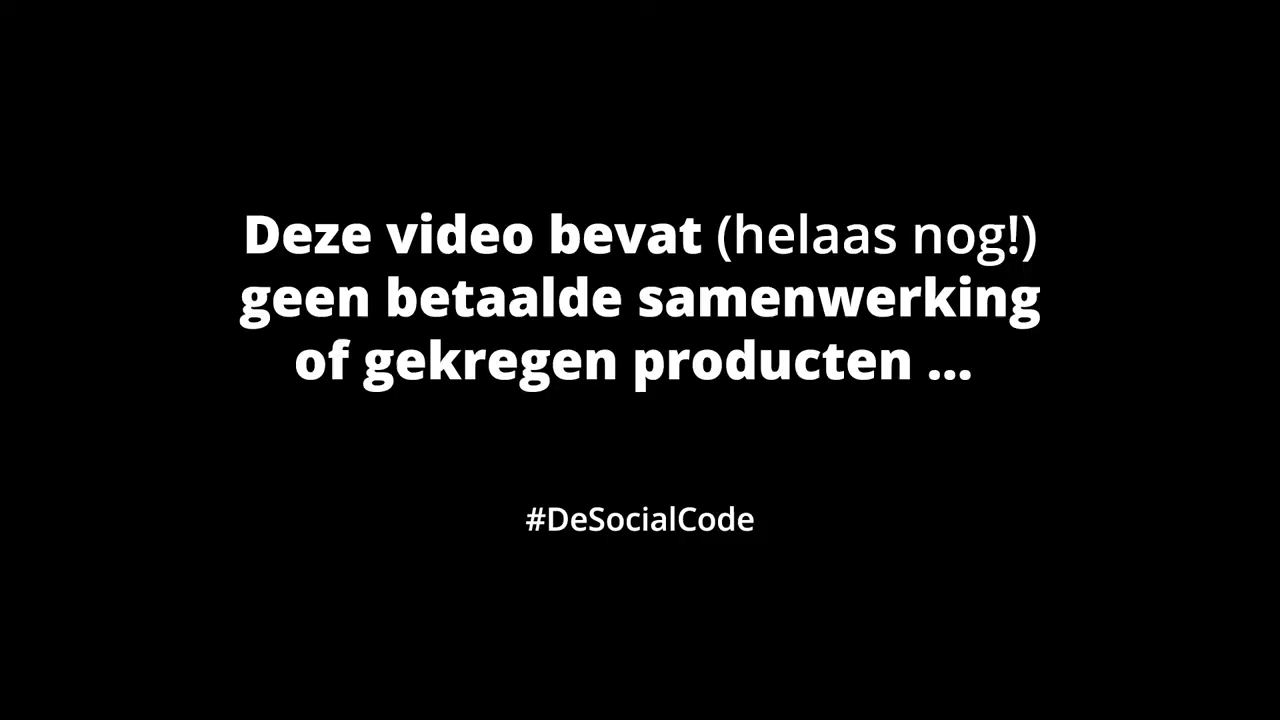 Deze video bevat (helaas nog!)
geen betaalde samenwerking
of gekregen producten ...
#DeSocialCode